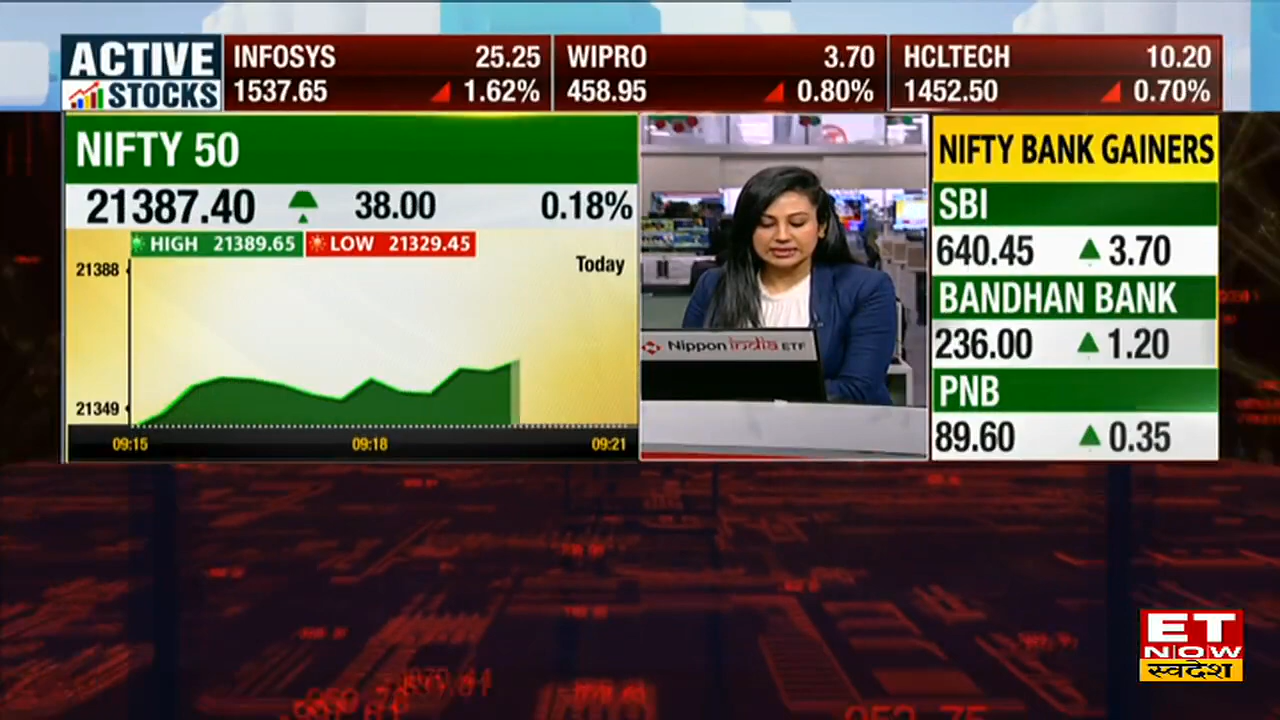 ACTIVE
STOCKS
INFOSYS 25.25
1537.65 1.62%
WIPRO 3.70
458.95 0.80%
HCLTECH 10.20
1452.50 0.70%
NIFTY 50
21387.40 38.00 0.18%
HIGH 21389.65 LOW 21329.45
Today
21388
21349
09:15 09:18 09:21
Nippon india ETF
NIFTY BANK GAINERS
SBI
640.45 3.70
BANDHAN BANK
236.00 1.20
PNB
89.60 0.35
ET
NOW
स्वदेश